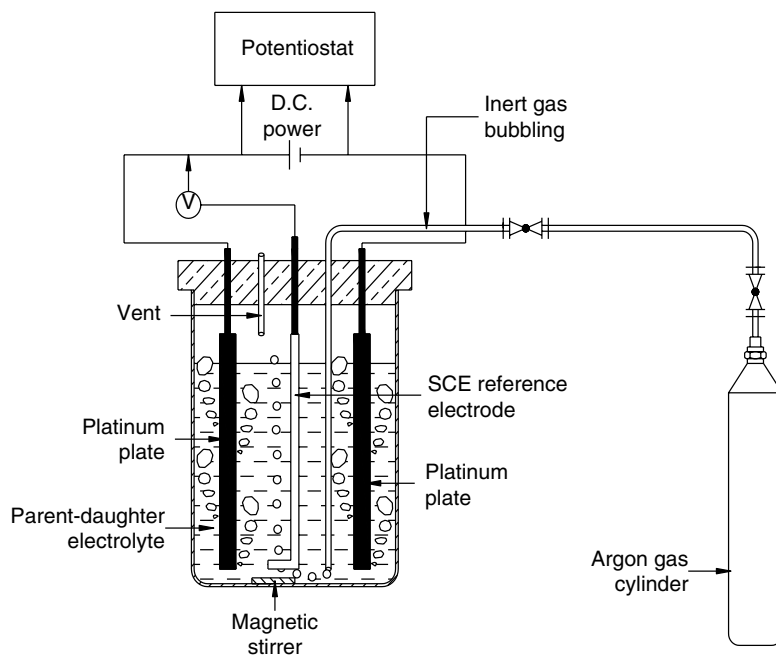 Potentiostat
D.C.
power
Inert gas
bubbling
V
Vent
SCE reference
electrode
Platinum
plate
Platinum
plate
Parent-daughter
electrolyte
Argon gas
cylinder
Magnetic
stirrer